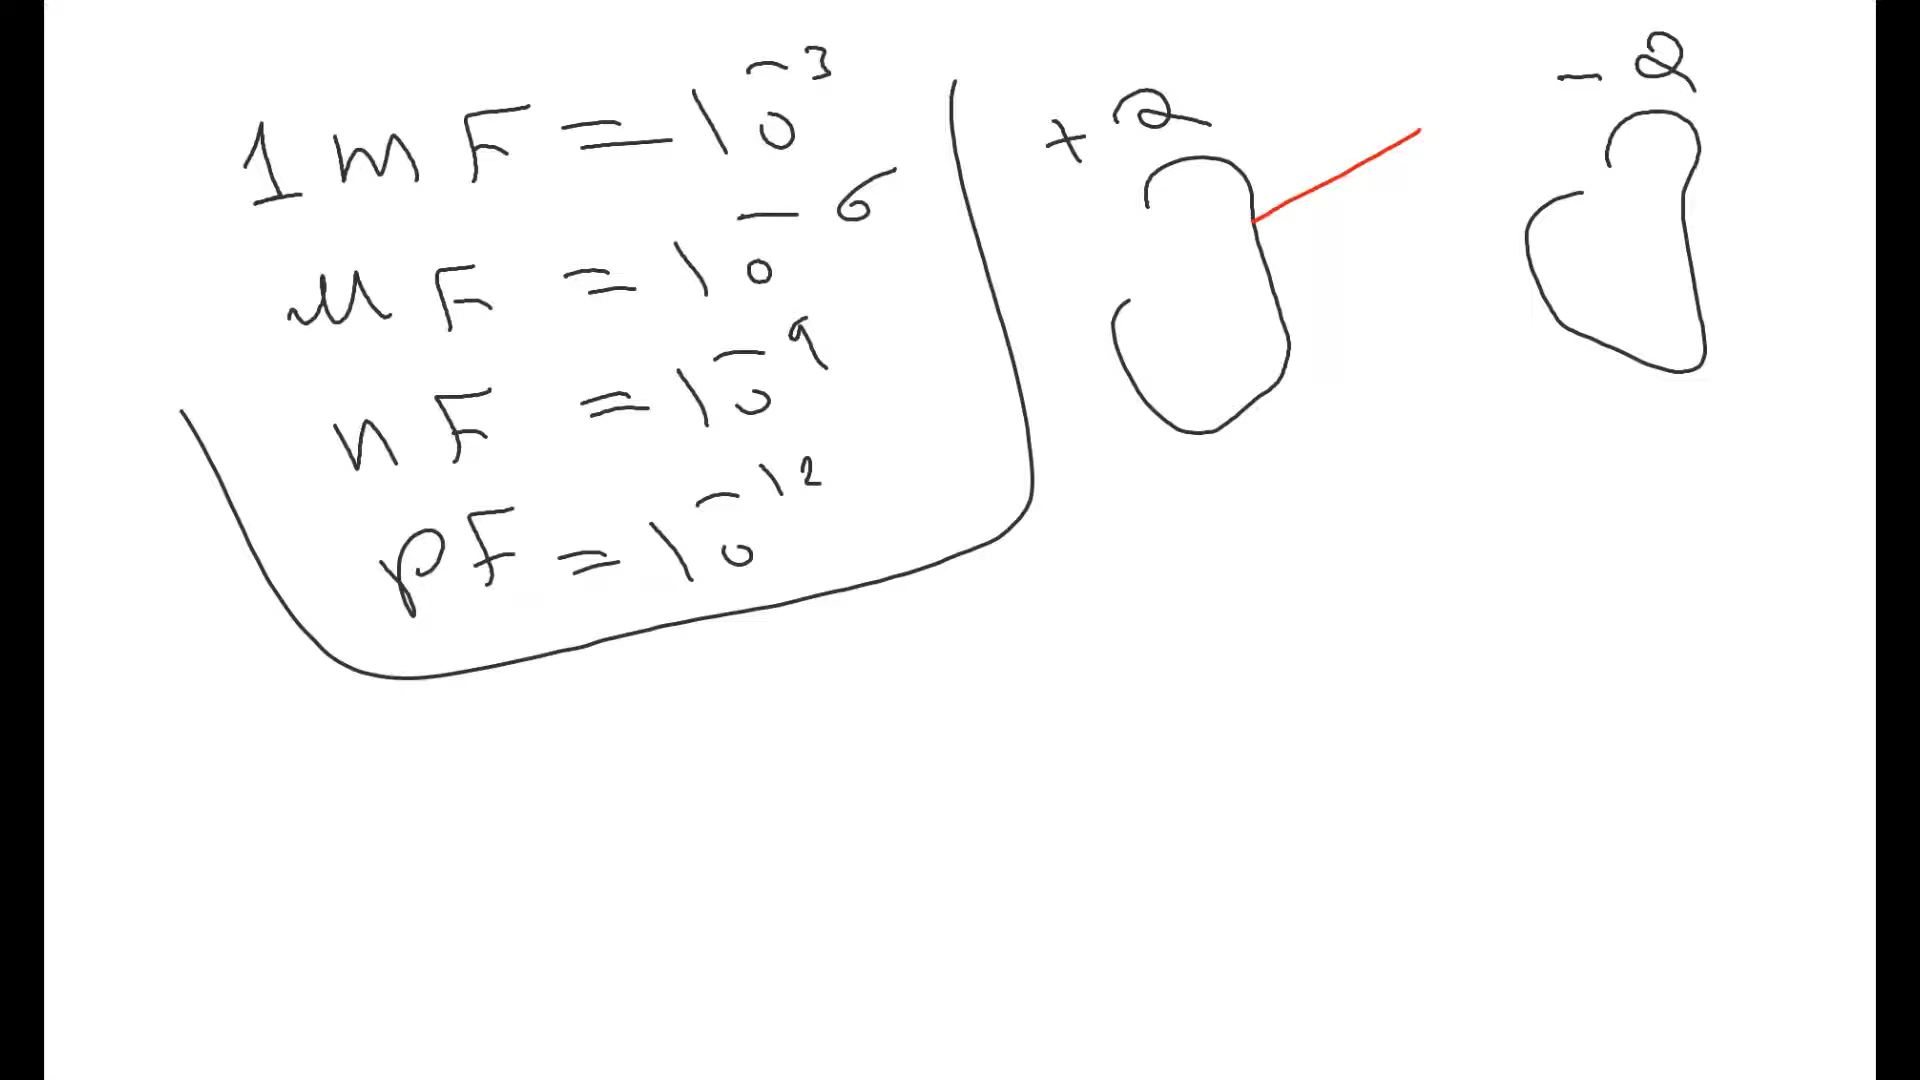 1 mF = 10⁻³
μF = 10⁻⁶
nF = 10⁻⁹
pF = 10⁻¹²
+Q
-Q